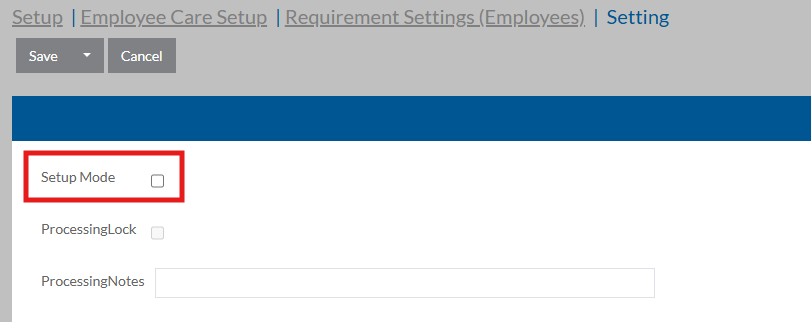 Setup | Employee Care Setup | Requirement Settings (Employees) | Setting
Save Cancel
Setup Mode
ProcessingLock
ProcessingNotes